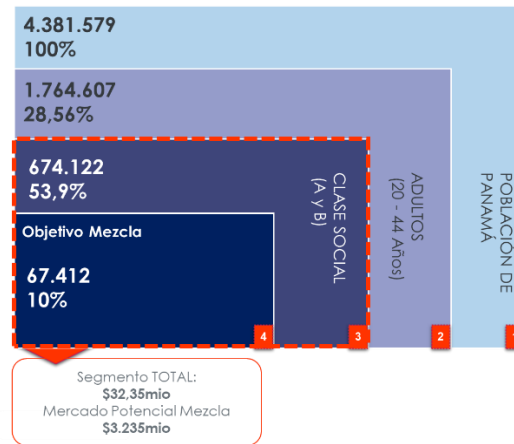 4.381.579
100%
1.764.607
28,56%
674.122
53,9%
Objetivo Mezcla
67.412
10%
CLASE SOCIAL
(A y B)
ADULTOS
(20 - 44 Años)
POBLACIÓN DE
PANAMÁ
4
3
2
Segmento TOTAL:
$32,35mio
Mercado Potencial Mezcla
$3.235mio